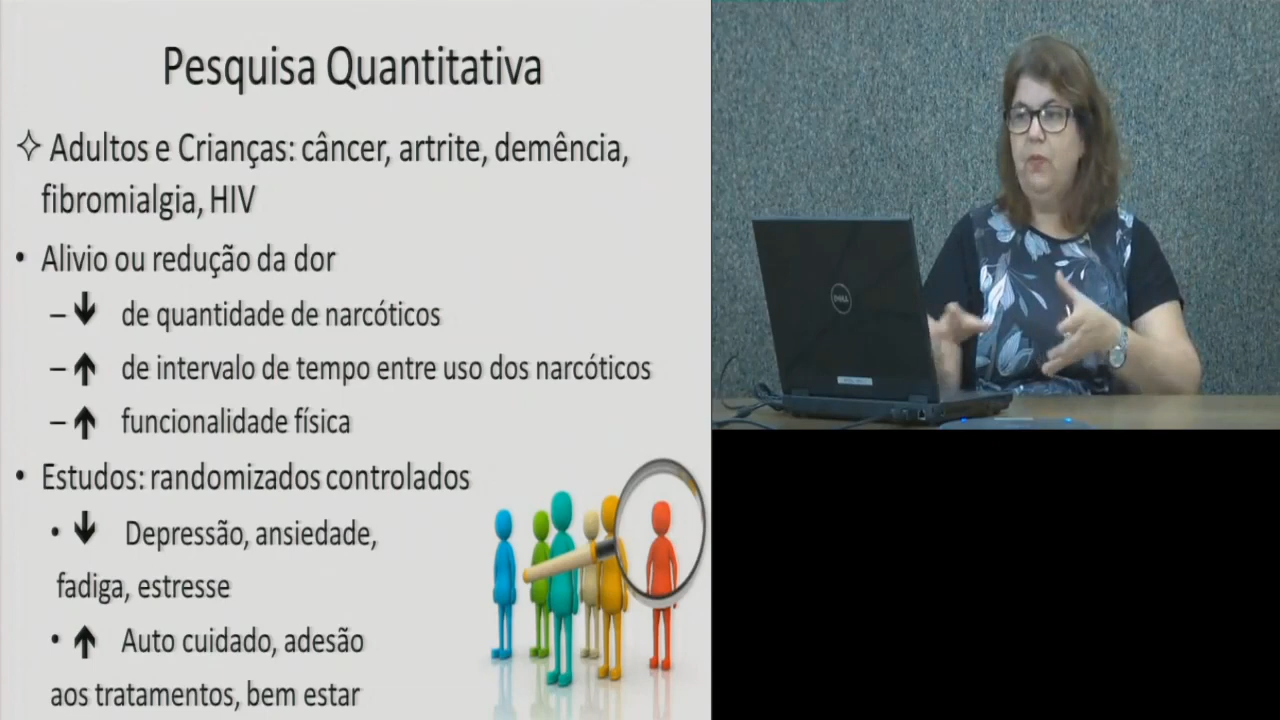 Pesquisa Quantitativa
✧ Adultos e Crianças: câncer, artrite, demência,
fibromialgia, HIV
• Alivio ou redução da dor
– ↓ de quantidade de narcóticos
– ↑ de intervalo de tempo entre uso dos narcóticos
– ↑ funcionalidade física
• Estudos: randomizados controlados
• ↓ Depressão, ansiedade,
fadiga, estresse
• ↑ Auto cuidado, adesão
aos tratamentos, bem estar
DELL